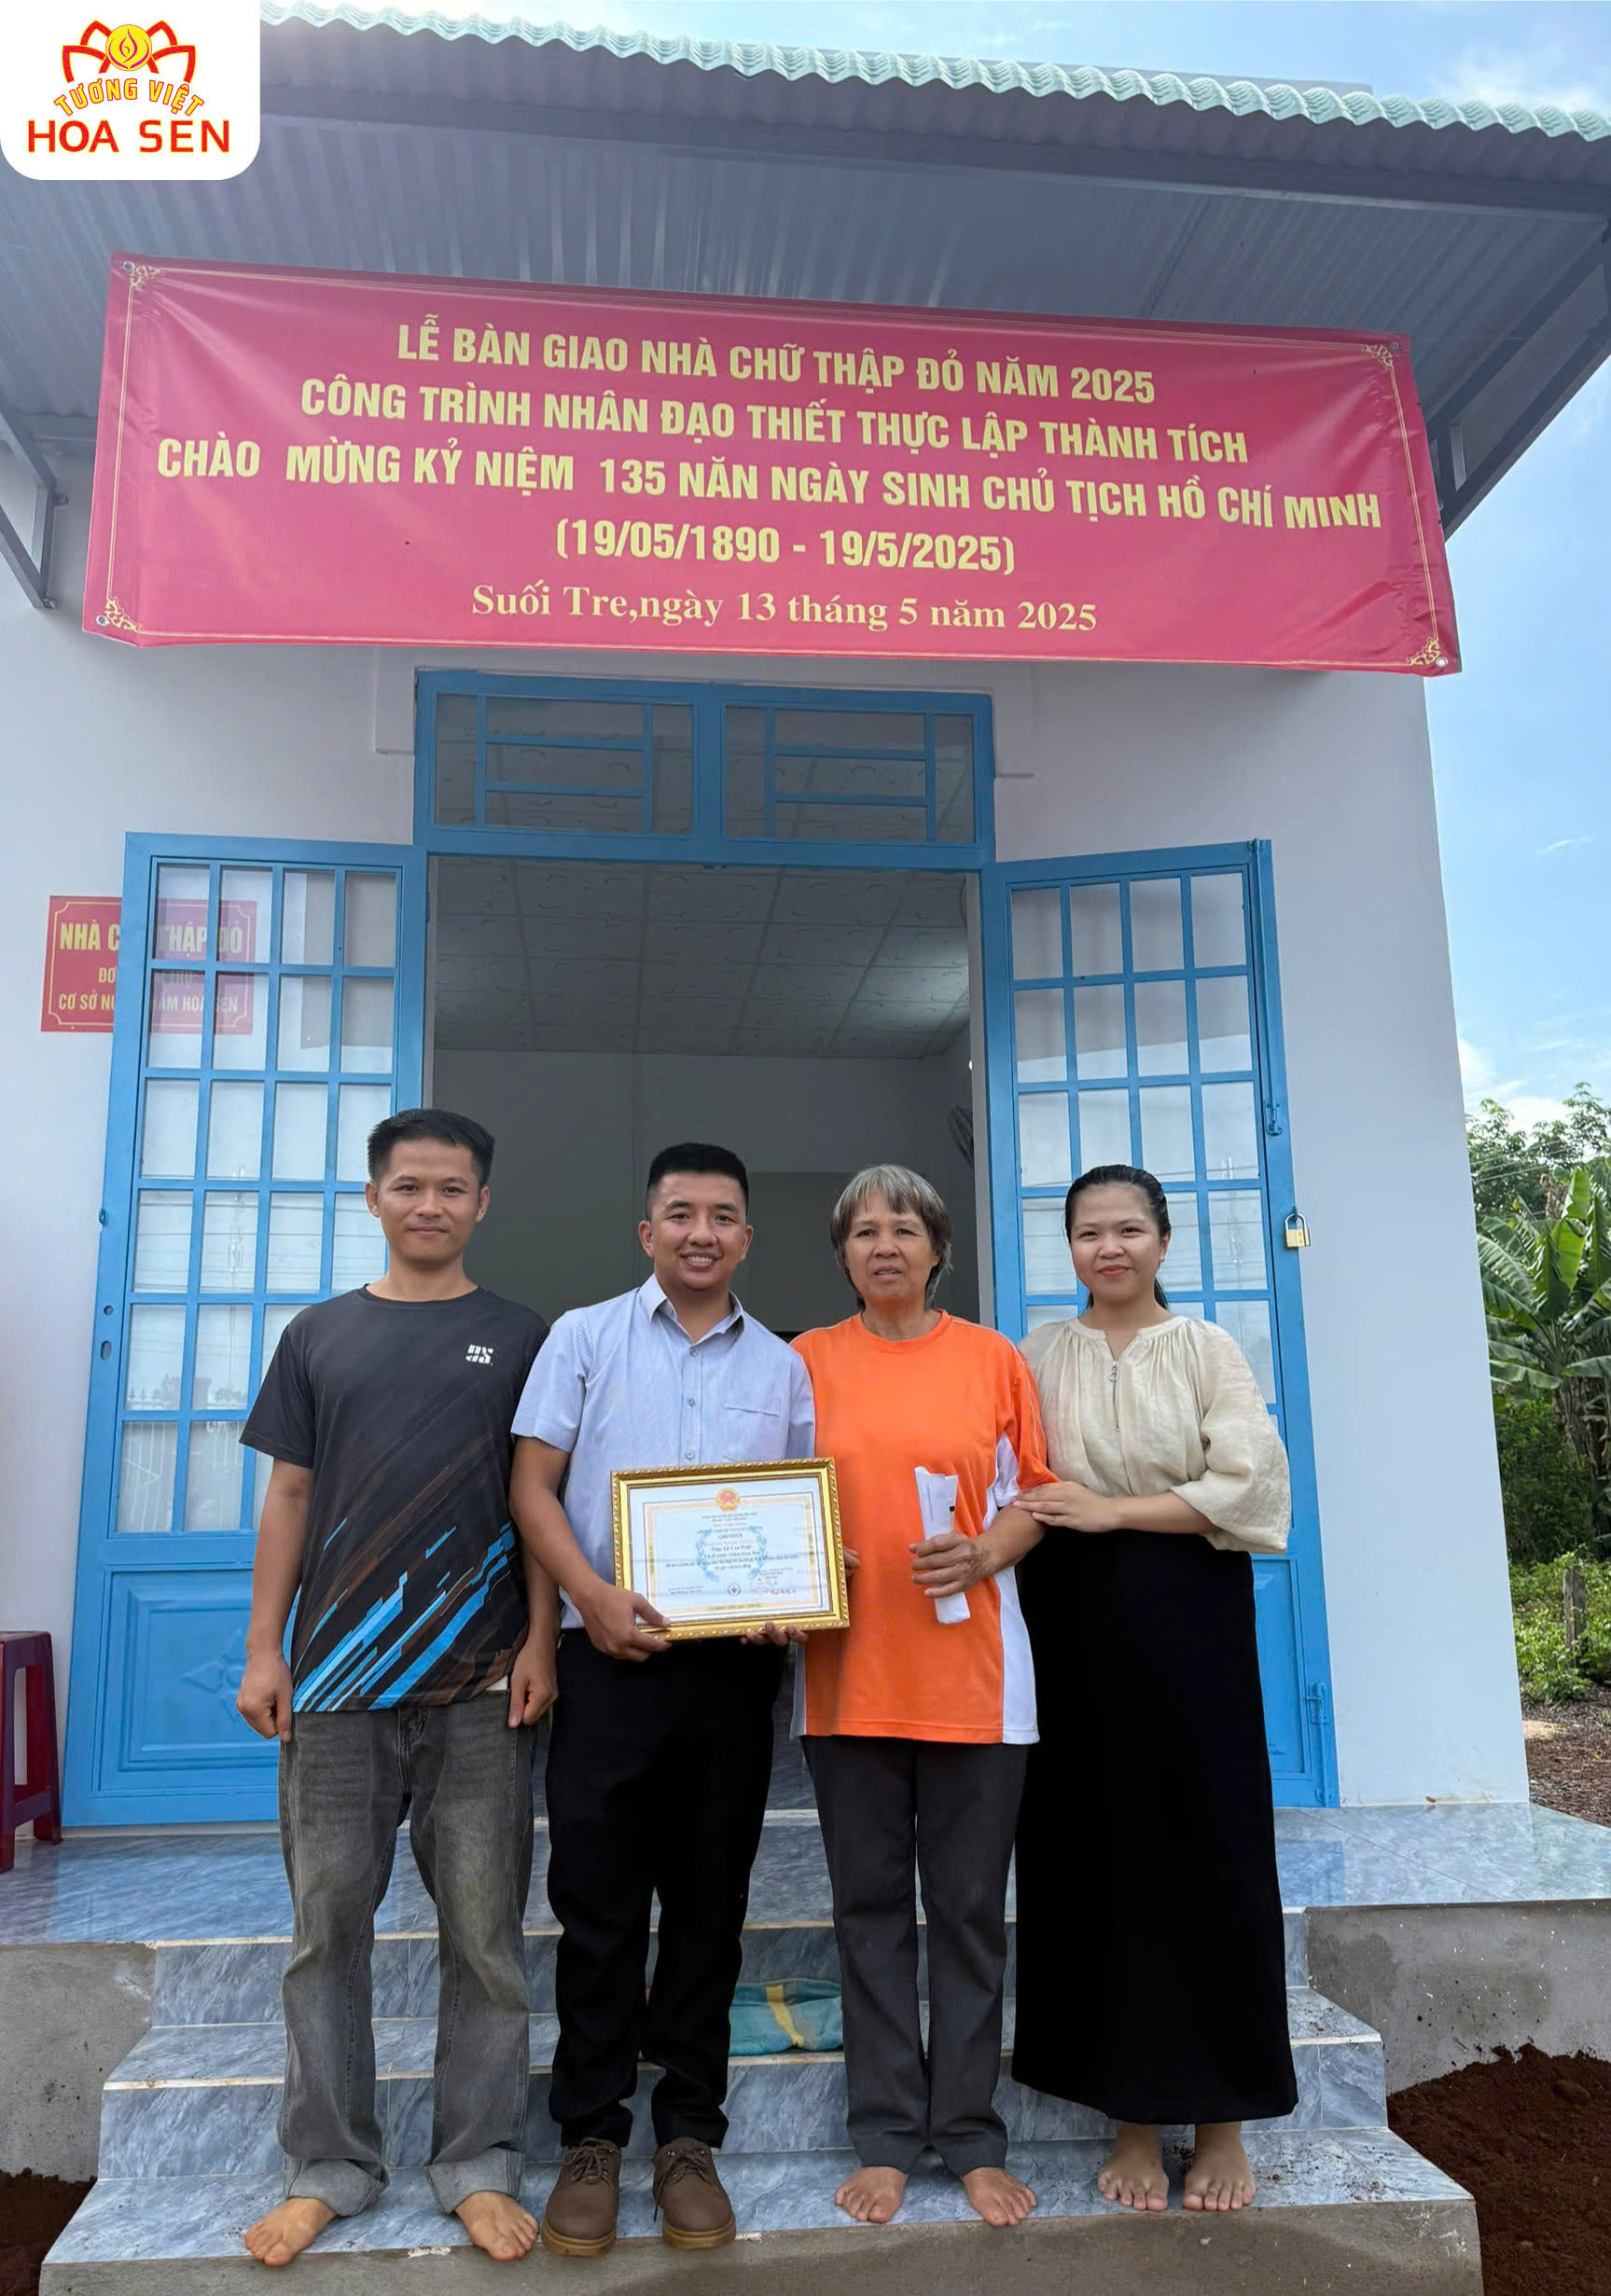 TƯƠNG VIỆT
HOA SEN
LỄ BÀN GIAO NHÀ CHỮ THẬP ĐỎ NĂM 2025
CÔNG TRÌNH NHÂN ĐẠO THIẾT THỰC LẬP THÀNH TÍCH
CHÀO MỪNG KỶ NIỆM 135 NĂN NGÀY SINH CHỦ TỊCH HỒ CHÍ MINH
(19/05/1890 - 19/5/2025)
Suối Tre,ngày 13 tháng 5 năm 2025
NHÀ THẬP ĐỎ
CƠ SỞ HOA SEN